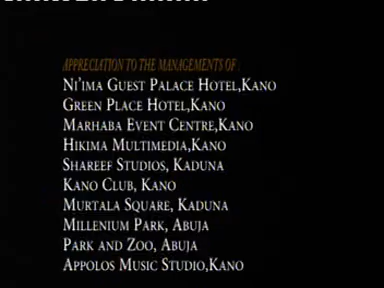 APPRECIATION TO THE MANAGEMENTS OF :
NI'IMA GUEST PALACE HOTEL,KANO
GREEN PLACE HOTEL,KANO
MARHABA EVENT CENTRE,KANO
HIKIMA MULTIMEDIA,KANO
SHAREEF STUDIOS, KADUNA
KANO CLUB, KANO
MURTALA SQUARE, KADUNA
MILLENIUM PARK, ABUJA
PARK AND ZOO, ABUJA
APPOLOS MUSIC STUDIO,KANO